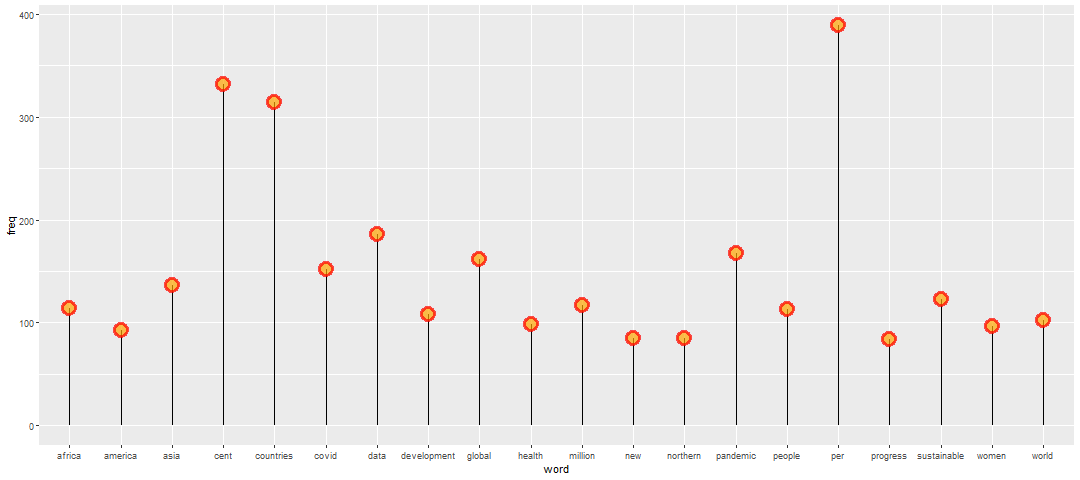 400
300
200
100
0
freq
africa america asia cent countries covid data development global health million new northern pandemic people per progress sustainable women world
word